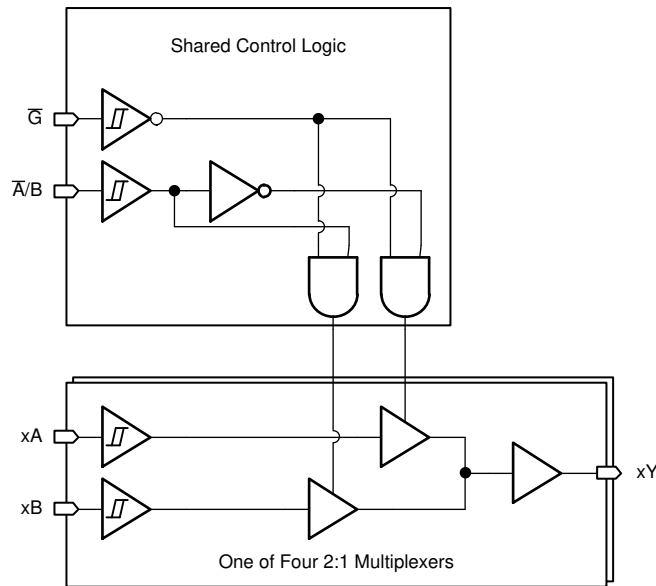 Shared Control Logic
G̅
A̅/B
xA
xB
xY
One of Four 2:1 Multiplexers